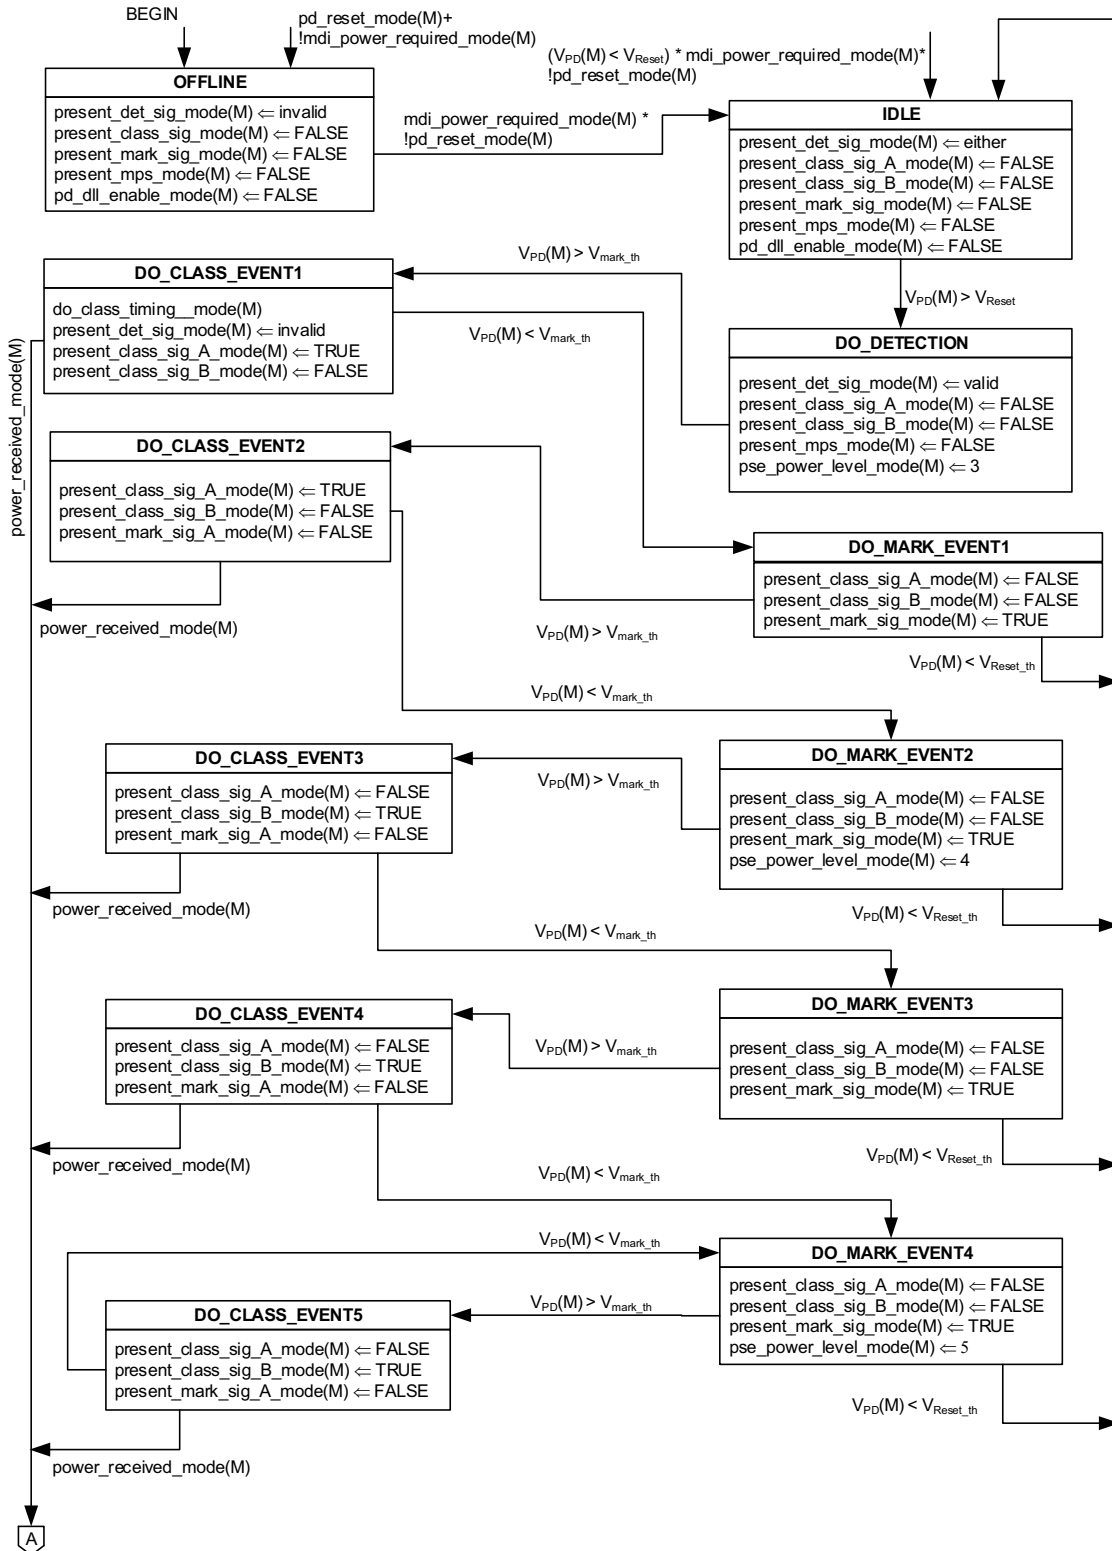 BEGIN
pd_reset_mode(M)+
!mdi_power_required_mode(M)
(VPD(M) < VReset) * mdi_power_required_mode(M)*
!pd_reset_mode(M)
OFFLINE
present_det_sig_mode(M) ⇐ invalid
present_class_sig_mode(M) ⇐ FALSE
present_mark_sig_mode(M) ⇐ FALSE
present_mps_mode(M) ⇐ FALSE
pd_dll_enable_mode(M) ⇐ FALSE
mdi_power_required_mode(M) *
!pd_reset_mode(M)
IDLE
present_det_sig_mode(M) ⇐ either
present_class_sig_A_mode(M) ⇐ FALSE
present_class_sig_B_mode(M) ⇐ FALSE
present_mark_sig_mode(M) ⇐ FALSE
present_mps_mode(M) ⇐ FALSE
pd_dll_enable_mode(M) ⇐ FALSE
VPD(M) > Vmark_th
VPD(M) > VReset
DO_CLASS_EVENT1
do_class_timing__mode(M)
present_det_sig_mode(M) ⇐ invalid
present_class_sig_A_mode(M) ⇐ TRUE
present_class_sig_B_mode(M) ⇐ FALSE
VPD(M) < Vmark_th
power_received_mode(M)
DO_DETECTION
present_det_sig_mode(M) ⇐ valid
present_class_sig_A_mode(M) ⇐ FALSE
present_class_sig_B_mode(M) ⇐ FALSE
present_mps_mode(M) ⇐ FALSE
pse_power_level_mode(M) ⇐ 3
DO_CLASS_EVENT2
present_class_sig_A_mode(M) ⇐ TRUE
present_class_sig_B_mode(M) ⇐ FALSE
present_mark_sig_A_mode(M) ⇐ FALSE
power_received_mode(M)
DO_MARK_EVENT1
present_class_sig_A_mode(M) ⇐ FALSE
present_class_sig_B_mode(M) ⇐ FALSE
present_mark_sig_mode(M) ⇐ TRUE
VPD(M) > Vmark_th
VPD(M) < VReset_th
VPD(M) < Vmark_th
DO_CLASS_EVENT3
present_class_sig_A_mode(M) ⇐ FALSE
present_class_sig_B_mode(M) ⇐ TRUE
present_mark_sig_A_mode(M) ⇐ FALSE
power_received_mode(M)
VPD(M) > Vmark_th
DO_MARK_EVENT2
present_class_sig_A_mode(M) ⇐ FALSE
present_class_sig_B_mode(M) ⇐ FALSE
present_mark_sig_mode(M) ⇐ TRUE
pse_power_level_mode(M) ⇐ 4
VPD(M) < VReset_th
VPD(M) < Vmark_th
DO_CLASS_EVENT4
present_class_sig_A_mode(M) ⇐ FALSE
present_class_sig_B_mode(M) ⇐ TRUE
present_mark_sig_A_mode(M) ⇐ FALSE
power_received_mode(M)
VPD(M) > Vmark_th
DO_MARK_EVENT3
present_class_sig_A_mode(M) ⇐ FALSE
present_class_sig_B_mode(M) ⇐ FALSE
present_mark_sig_mode(M) ⇐ TRUE
VPD(M) < VReset_th
VPD(M) < Vmark_th
VPD(M) < Vmark_th
DO_CLASS_EVENT5
present_class_sig_A_mode(M) ⇐ FALSE
present_class_sig_B_mode(M) ⇐ TRUE
present_mark_sig_A_mode(M) ⇐ FALSE
power_received_mode(M)
VPD(M) > Vmark_th
DO_MARK_EVENT4
present_class_sig_A_mode(M) ⇐ FALSE
present_class_sig_B_mode(M) ⇐ FALSE
present_mark_sig_mode(M) ⇐ TRUE
pse_power_level_mode(M) ⇐ 5
VPD(M) < VReset_th
A